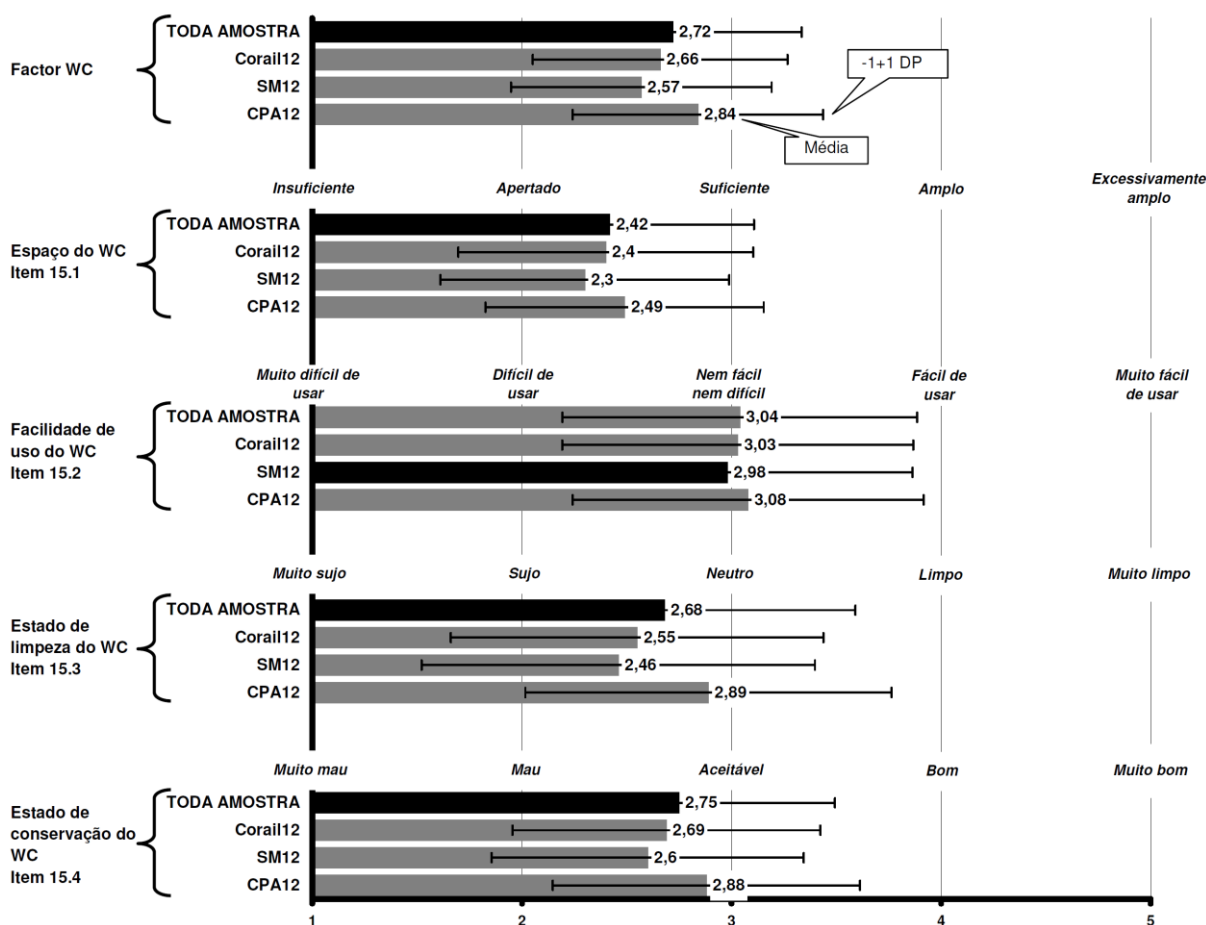 TODA AMOSTRA
2,72
Corail12
2,66
-1+1 DP
Factor WC
SM12
2,57
CPA12
2,84
Média
Insuficiente
Apertado
Suficiente
Amplo
Excessivamente
amplo
TODA AMOSTRA
2,42
Espaço do WC
Item 15.1
Corail12
2,4
SM12
2,3
CPA12
2,49
Muito difícil de
usar
Difícil de
usar
Nem fácil
nem difícil
Fácil de
usar
Muito fácil
de usar
TODA AMOSTRA
3,04
Facilidade de
uso do WC
Item 15.2
Corail12
3,03
SM12
2,98
CPA12
3,08
Muito sujo
Sujo
Neutro
Limpo
Muito limpo
TODA AMOSTRA
2,68
Estado de
limpeza do WC
Item 15.3
Corail12
2,55
SM12
2,46
CPA12
2,89
Muito mau
Mau
Aceitável
Bom
Muito bom
TODA AMOSTRA
2,75
Estado de
conservação do
WC
Item 15.4
Corail12
2,69
SM12
2,6
CPA12
2,88
1
2
3
4
5